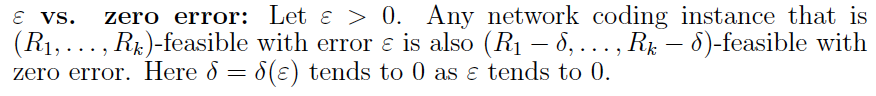 ε vs. zero error: Let ε > 0. Any network coding instance that is
(R₁, . . . , Rₖ)-feasible with error ε is also (R₁ − δ, . . . , Rₖ − δ)-feasible with
zero error. Here δ = δ(ε) tends to 0 as ε tends to 0.